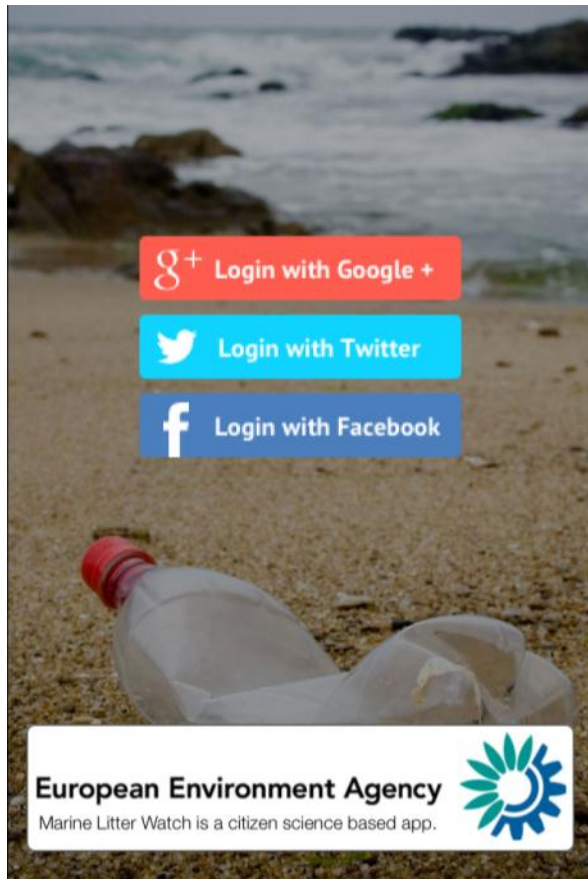 g+ Login with Google +
Login with Twitter
f Login with Facebook
European Environment Agency
Marine Litter Watch is a citizen science based app.